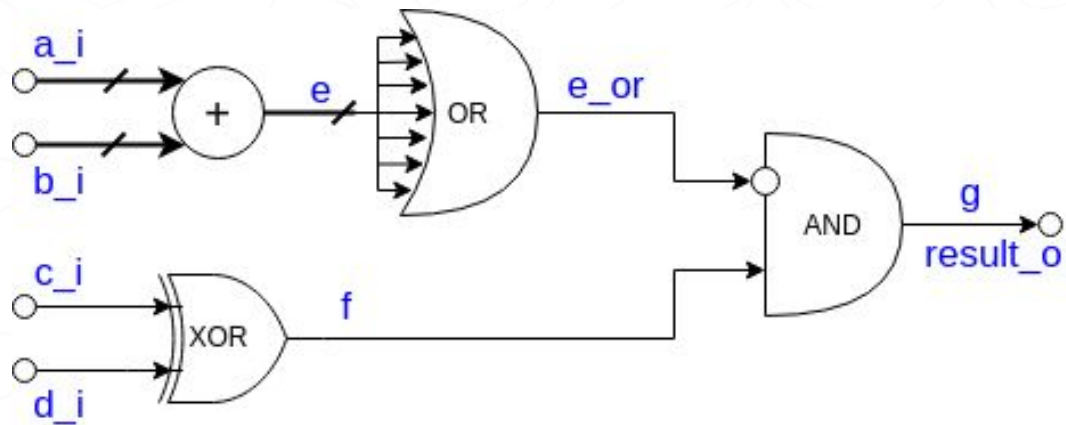 a_i
b_i
+
e
OR
e_or
c_i
d_i
XOR
f
AND
g
result_o